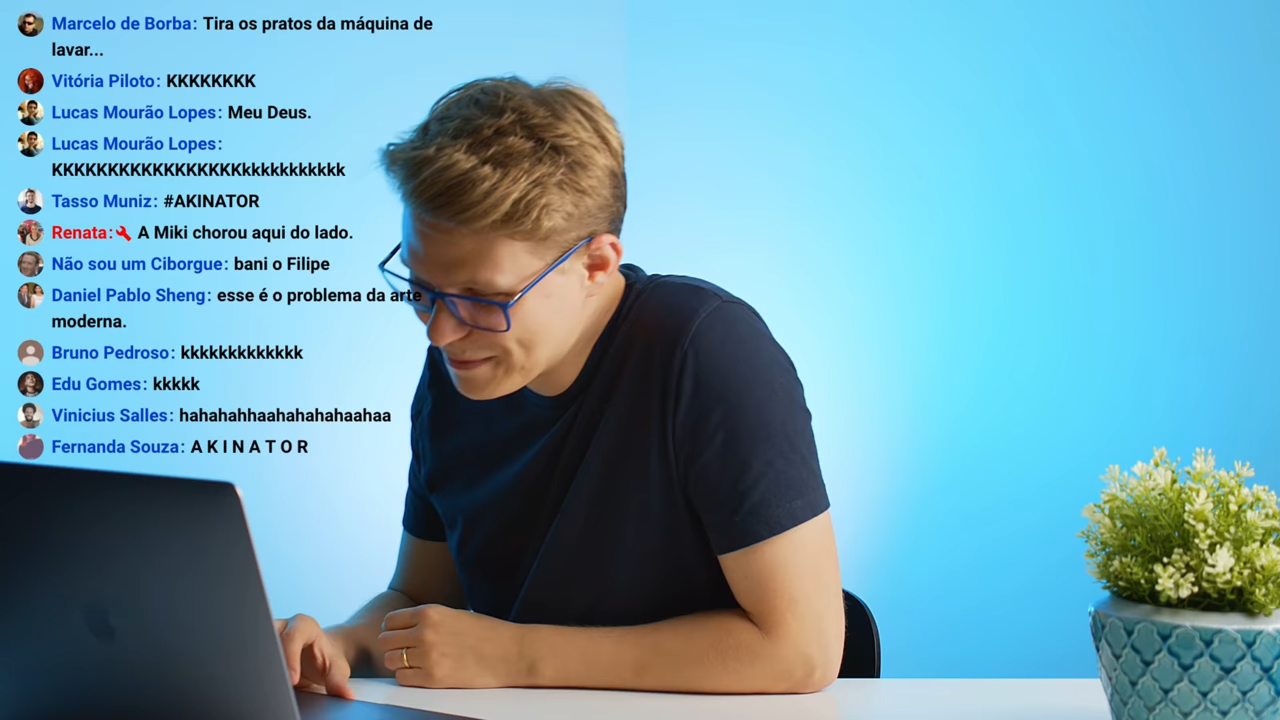 Marcelo de Borba: Tira os pratos da máquina de
lavar...
Vitória Piloto: KKKKKKKK
Lucas Mourão Lopes: Meu Deus.
Lucas Mourão Lopes:
KKKKKKKKKKKKKKKKKkkkkkkkkkkk
Tasso Muniz: #AKINATOR
Renata: A Miki chorou aqui do lado.
Não sou um Ciborgue: bani o Filipe
Daniel Pablo Sheng: esse é o problema da arte
moderna.
Bruno Pedroso: kkkkkkkkkkkkk
Edu Gomes: kkkkk
Vinicius Salles: hahahahhaahahahahaahaa
Fernanda Souza: A K I N A T O R